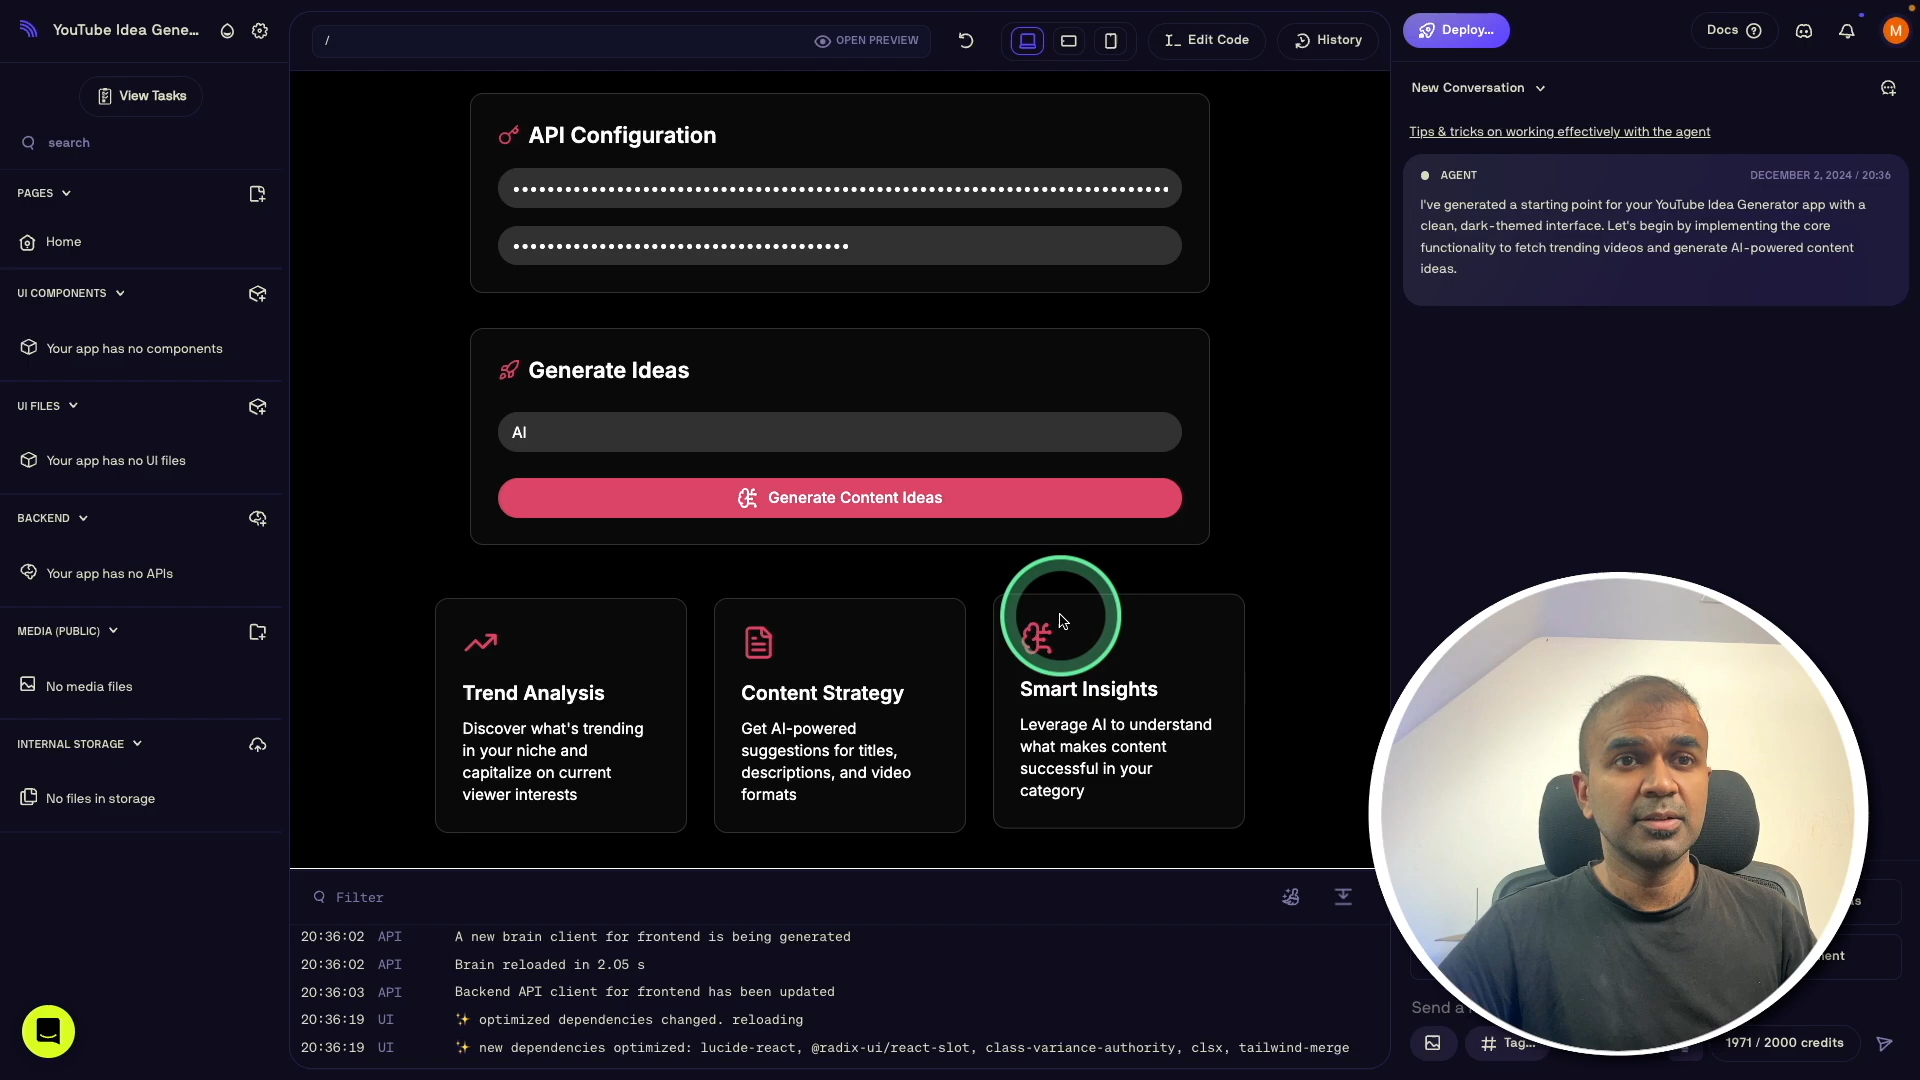 YouTube Idea Gene...
View Tasks
search
PAGES
Home
UI COMPONENTS
Your app has no components
UI FILES
Your app has no UI files
BACKEND
Your app has no APIs
MEDIA (PUBLIC)
No media files
INTERNAL STORAGE
No files in storage
/
OPEN PREVIEW
Edit Code
History
API Configuration
Generate Ideas
AI
Generate Content Ideas
Trend Analysis
Discover what's trending
in your niche and
capitalize on current
viewer interests
Content Strategy
Get AI-powered
suggestions for titles,
descriptions, and video
formats
Smart Insights
Leverage AI to understand
what makes content
successful in your
category
Filter
20:36:02 API A new brain client for frontend is being generated
20:36:02 API Brain reloaded in 2.05 s
20:36:03 API Backend API client for frontend has been updated
20:36:19 UI ✨ optimized dependencies changed. reloading
20:36:19 UI ✨ new dependencies optimized: lucide-react, @radix-ui/react-slot, class-variance-authority, clsx, tailwind-merge
Deploy...
Docs
M
New Conversation
Tips & tricks on working effectively with the agent
AGENT
DECEMBER 2, 2024 / 20:36
I've generated a starting point for your YouTube Idea Generator app with a
clean, dark-themed interface. Let's begin by implementing the core
functionality to fetch trending videos and generate AI-powered content
ideas.
Send a
Tag...
1971 / 2000 credits